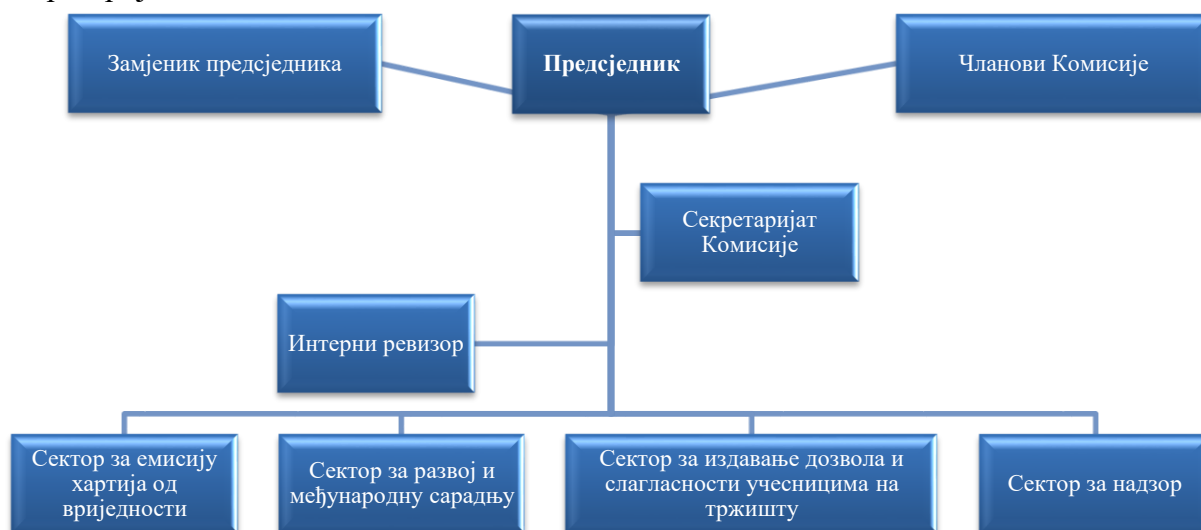 Замјеник предсједника
Предсједник
Чланови Комисије
Секретаријат
Комисије
Интерни ревизор
Сектор за емисију
хартија од
вриједности
Сектор за развој и
међународну сарадњу
Сектор за издавање дозвола и
слагласности учесницима на
тржишту
Сектор за надзор